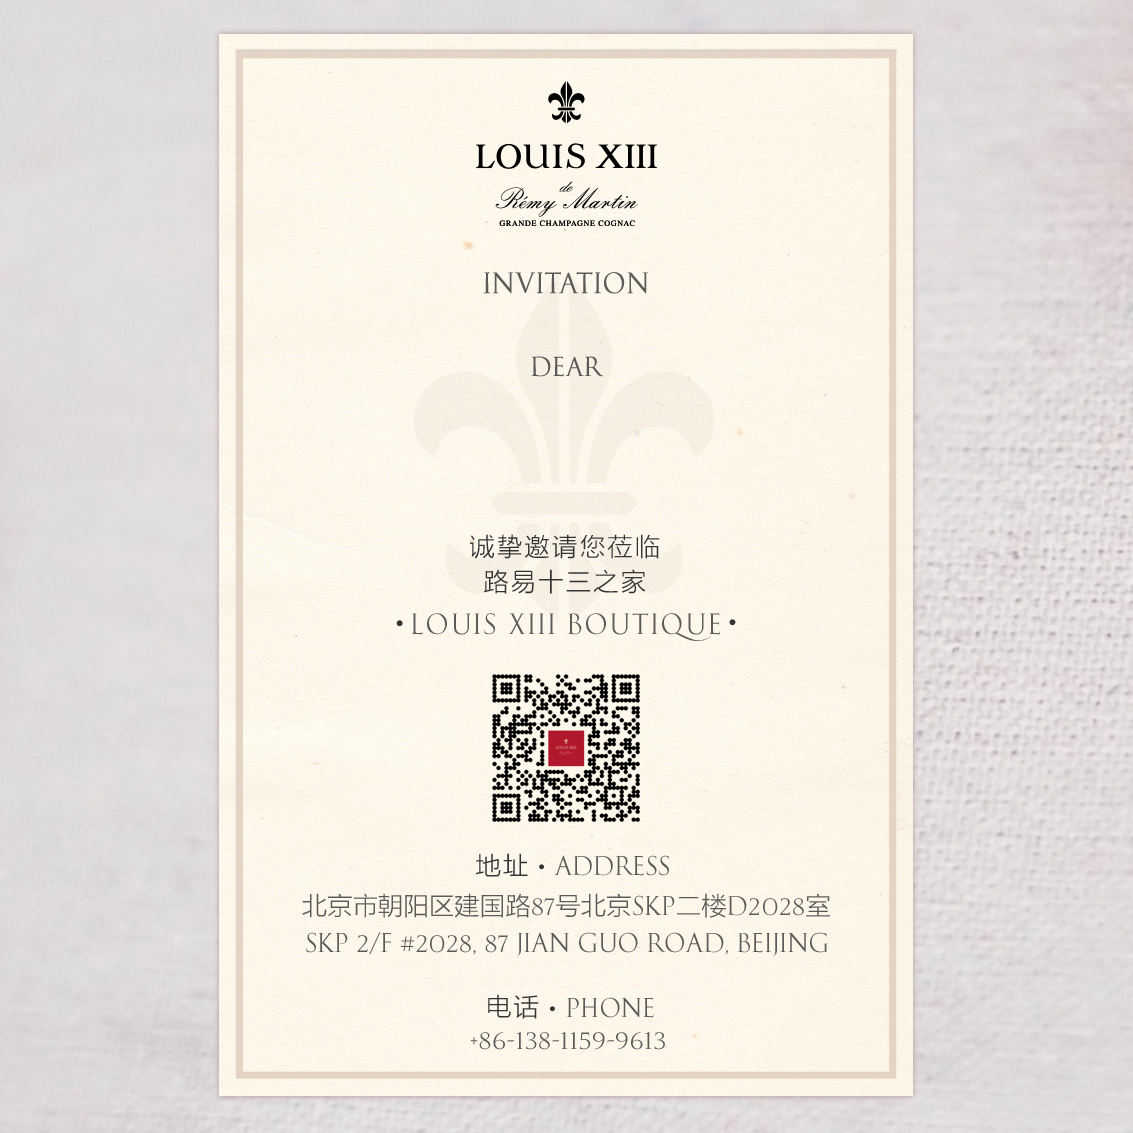 LOUIS XIII
de
Rémy Martin
GRANDE CHAMPAGNE COGNAC
INVITATION
DEAR
诚挚邀请您莅临
路易十三之家
•LOUIS XIII BOUTIQUE•
地址 • ADDRESS
北京市朝阳区建国路87号北京SKP二楼D2028室
SKP 2/F #2028, 87 JIAN GUO ROAD, BEIJING
电话 • PHONE
+86-138-1159-9613